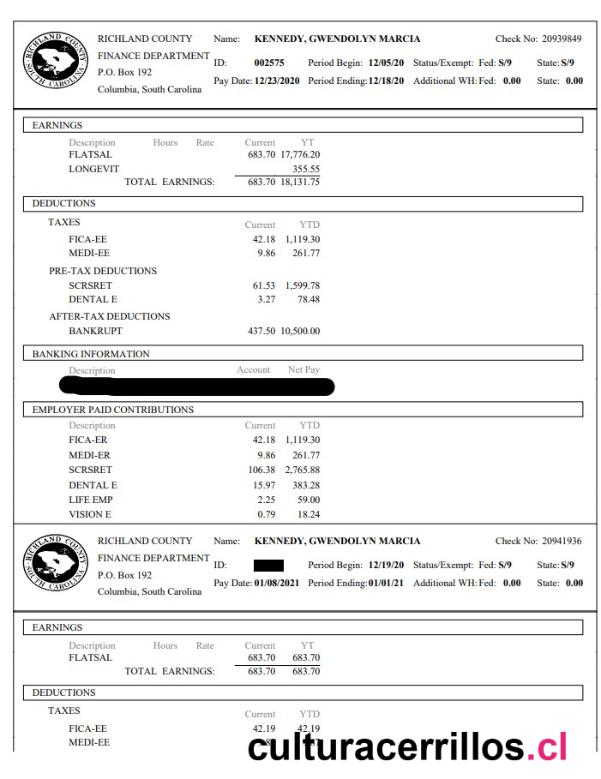 RICHLAND COUNTY Name: KENNEDY, GWENDOLYN MARCIA Check No: 20939849
FINANCE DEPARTMENT ID: 002575 Period Begin: 12/05/20 Status/Exempt: Fed: S/9 State: S/9
P.O. Box 192 Pay Date: 12/23/2020 Period Ending: 12/18/20 Additional WH: Fed: 0.00 State: 0.00
Columbia, South Carolina
RICHLAND COUNTY
SOUTH CAROLINA
EARNINGS
Description Hours Rate Current YT
FLATSAL 683.70 17,776.20
LONGEVIT 355.55
TOTAL EARNINGS: 683.70 18,131.75
DEDUCTIONS
TAXES Current YTD
FICA-EE 42.18 1,119.30
MEDI-EE 9.86 261.77
PRE-TAX DEDUCTIONS
SCRSRET 61.53 1,599.78
DENTAL E 3.27 78.48
AFTER-TAX DEDUCTIONS
BANKRUPT 437.50 10,500.00
BANKING INFORMATION
Description Account Net Pay
EMPLOYER PAID CONTRIBUTIONS
Description Current YTD
FICA-ER 42.18 1,119.30
MEDI-ER 9.86 261.77
SCRSRET 106.38 2,765.88
DENTAL E 15.97 383.28
LIFE EMP 2.25 59.00
VISION E 0.79 18.24
RICHLAND COUNTY Name: KENNEDY, GWENDOLYN MARCIA Check No: 20941936
FINANCE DEPARTMENT ID: Period Begin: 12/19/20 Status/Exempt: Fed: S/9 State: S/9
P.O. Box 192 Pay Date: 01/08/2021 Period Ending: 01/01/21 Additional WH: Fed: 0.00 State: 0.00
Columbia, South Carolina
RICHLAND COUNTY
SOUTH CAROLINA
EARNINGS
Description Hours Rate Current YT
FLATSAL 683.70 683.70
TOTAL EARNINGS: 683.70 683.70
DEDUCTIONS
TAXES Current YTD
FICA-EE 42.19 42.19
MEDI-EE
culturacerrillos.cl